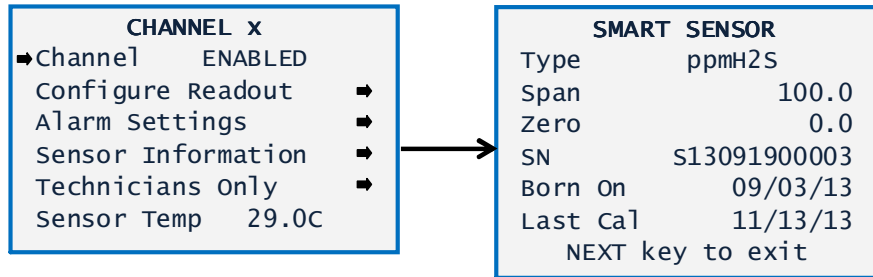 CHANNEL x
➡Channel ENABLED
Configure Readout ➡
Alarm Settings ➡
Sensor Information ➡
Technicians Only ➡
Sensor Temp 29.0C
SMART SENSOR
Type ppmH2S
Span 100.0
Zero 0.0
SN S13091900003
Born On 09/03/13
Last Cal 11/13/13
NEXT key to exit